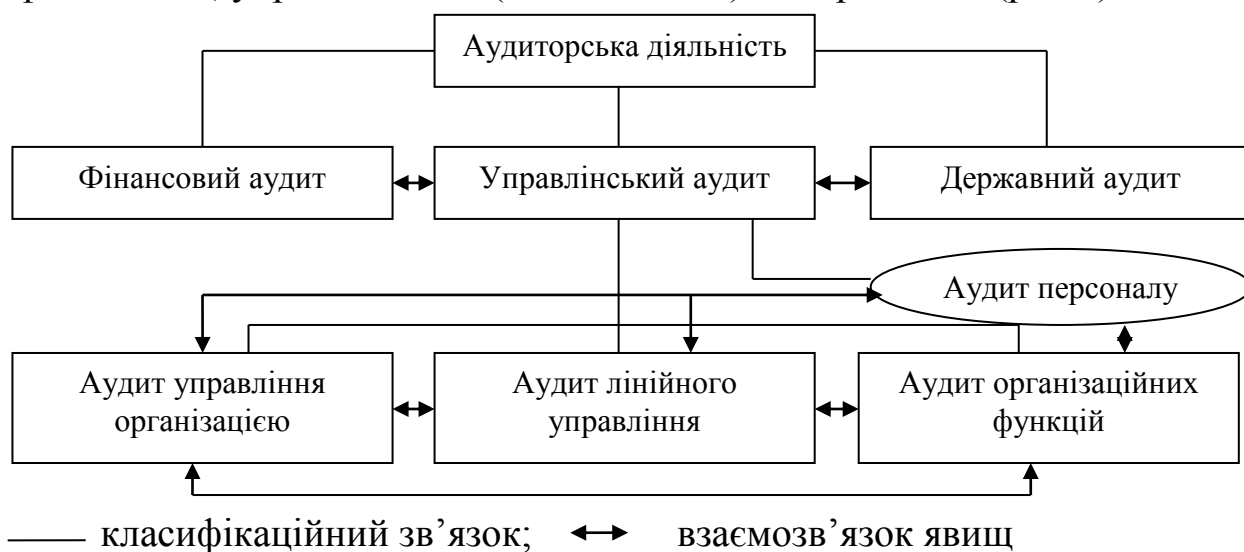 Аудиторська діяльність
Фінансовий аудит
Управлінський аудит
Державний аудит
Аудит персоналу
Аудит управління
організацією
Аудит лінійного
управління
Аудит організаційних
функцій
класифікаційний зв’язок; взаємозв’язок явищ